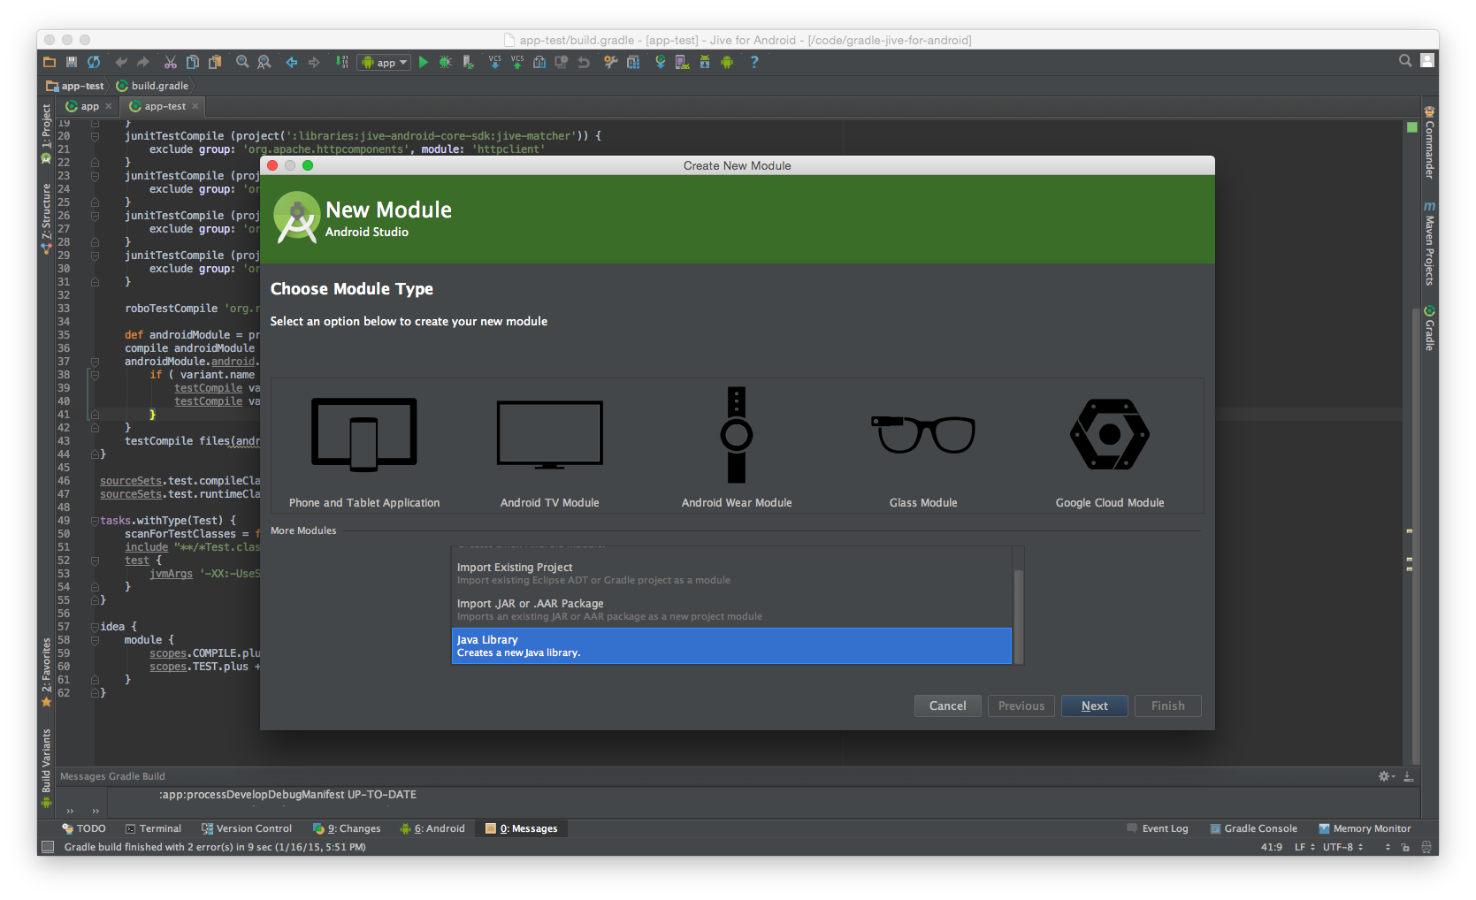 app-test/build.gradle - [app-test] - Jive for Android - [/code/gradle-jive-for-android]
app
?
app-test
build.gradle
app
app-test
1: Project
Z: Structure
2: Favorites
Build Variants
Commander
m
Maven Projects
Gradle
19 }
20 junitTestCompile (project(':libraries:jive-android-core-sdk:jive-matcher')) {
21 exclude group: 'org.apache.httpcomponents', module: 'httpclient'
22 }
23 junitTestCompile (proj
24 exclude group: 'or
25 }
26 junitTestCompile (proj
27 exclude group: 'or
28 }
29 junitTestCompile (proj
30 exclude group: 'or
31 }
32
33 roboTestCompile 'org.r
34
35 def androidModule = pr
36 compile androidModule
37 androidModule.android.
38 if ( variant.name
39 testCompile va
40 testCompile va
41 }
42 }
43 testCompile files(andr
44 }
45
46 sourceSets.test.compileCla
47 sourceSets.test.runtimeCla
48
49 tasks.withType(Test) {
50 scanForTestClasses = f
51 include "**/*Test.clas
52 test {
53 jvmArgs '-XX:-UseS
54 }
55 }
56
57 idea {
58 module {
59 scopes.COMPILE.plu
60 scopes.TEST.plus +
61 }
62 }
Create New Module
New Module
Android Studio
Choose Module Type
Select an option below to create your new module
Phone and Tablet Application
Android TV Module
Android Wear Module
Glass Module
Google Cloud Module
More Modules
Import Existing Project
Import existing Eclipse ADT or Gradle project as a module
Import .JAR or .AAR Package
Imports an existing JAR or AAR package as a new project module
Java Library
Creates a new Java library.
Cancel
Previous
Next
Finish
Messages Gradle Build
:app:processDevelopDebugManifest UP-TO-DATE
TODO
Terminal
Version Control
9: Changes
6: Android
0: Messages
Event Log
Gradle Console
Memory Monitor
Gradle build finished with 2 error(s) in 9 sec (1/16/15, 5:51 PM)
41:9 LF UTF-8